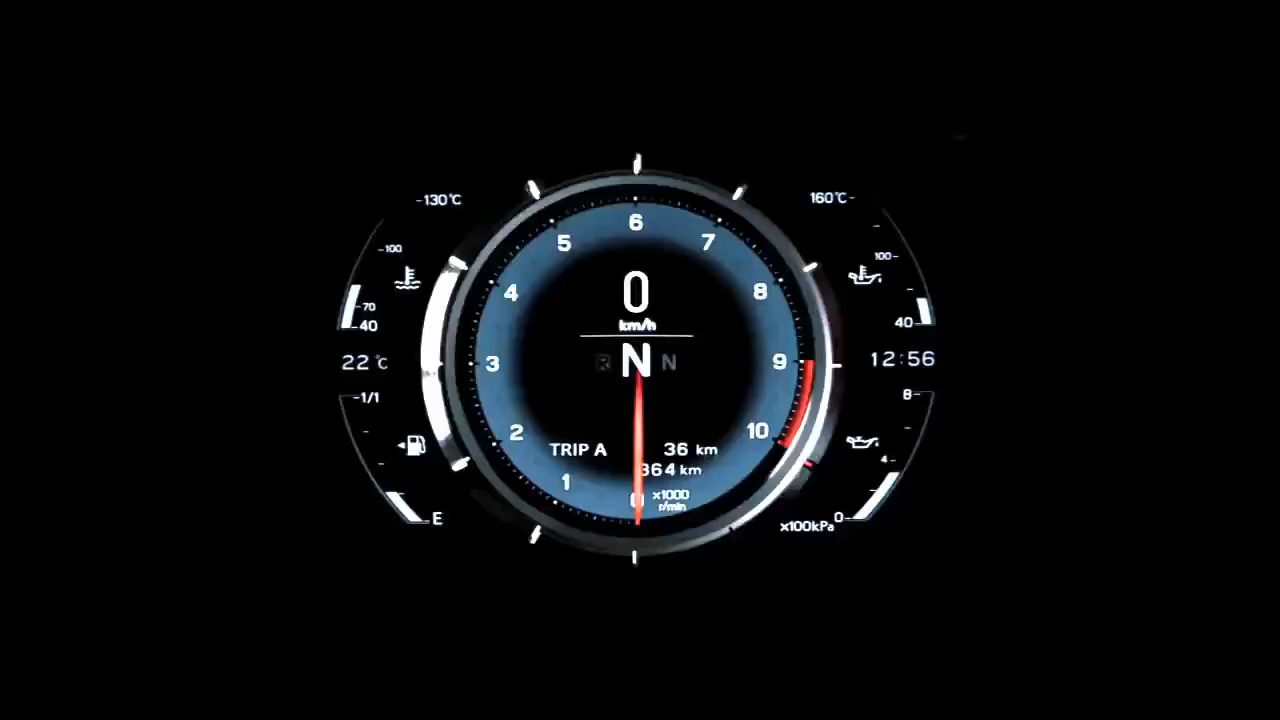 -130℃
-100
-70
-40
22℃
-1/1
E
0
km/h
R N N
TRIP A 36 km
364 km
0 1 2 3 4 5 6 7 8 9 10
x1000
r/min
160℃-
100-
40-
12:56
8-
4-
0-
x100kPa